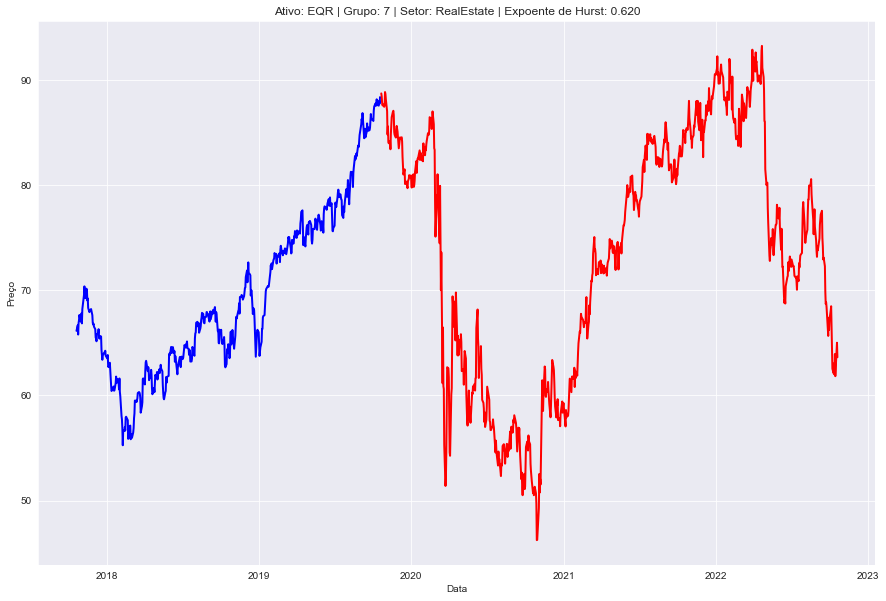 Ativo: EQR | Grupo: 7 | Setor: RealEstate | Expoente de Hurst: 0.620
90
80
70
60
50
Preço
2018 2019 2020 2021 2022 2023
Data